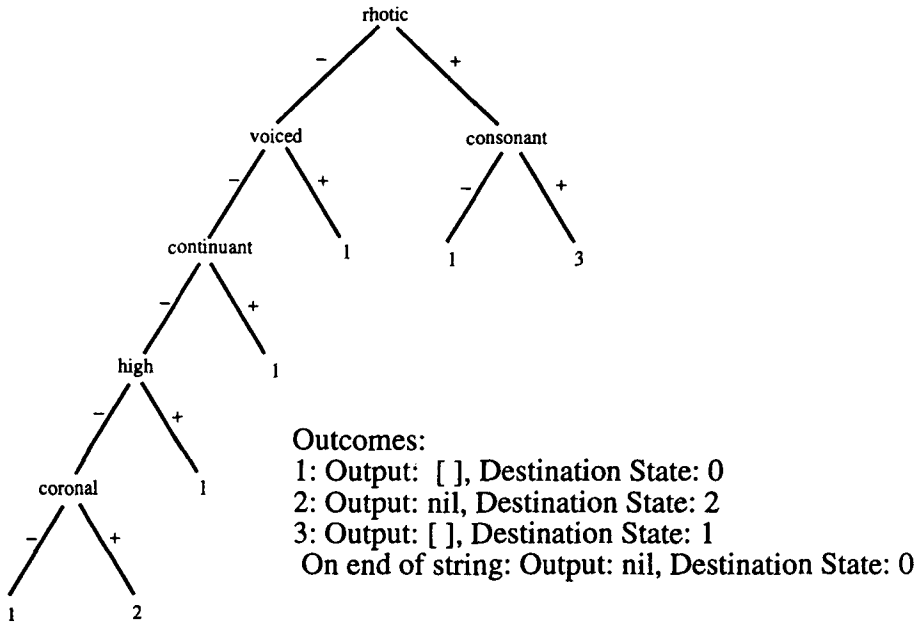 rhotic
- +
voiced consonant
- + - +
continuant 1 1 3
- +
high 1
- +
coronal 1
- +
1 2
Outcomes:
1: Output: [ ], Destination State: 0
2: Output: nil, Destination State: 2
3: Output: [ ], Destination State: 1
On end of string: Output: nil, Destination State: 0